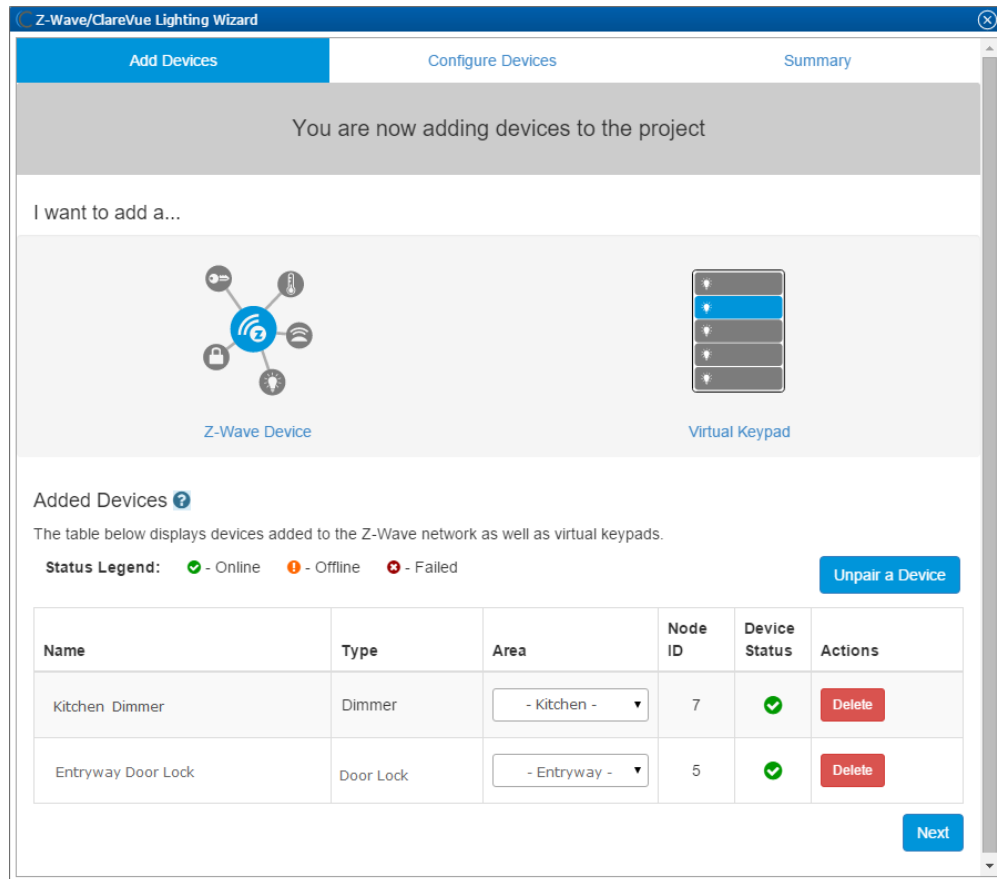 Z-Wave/ClareVue Lighting Wizard
Add Devices Configure Devices Summary
You are now adding devices to the project
I want to add a...
Z-Wave Device Virtual Keypad
Added Devices ?
The table below displays devices added to the Z-Wave network as well as virtual keypads.
Status Legend: - Online - Offline - Failed
Unpair a Device
Name Type Area Node ID Device Status Actions
Kitchen Dimmer Dimmer - Kitchen - 7 Delete
Entryway Door Lock Door Lock - Entryway - 5 Delete
Next